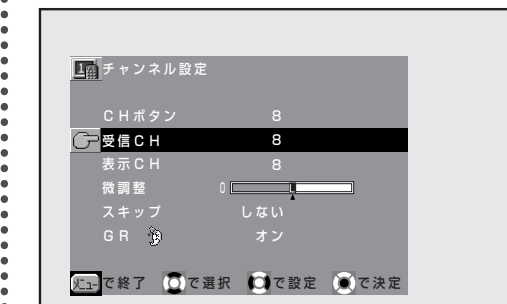 チャンネル設定
CHボタン 8
受信CH 8
表示CH 8
微調整 0
スキップ しない
GR オン
メニューで終了 で選択 で設定 で決定